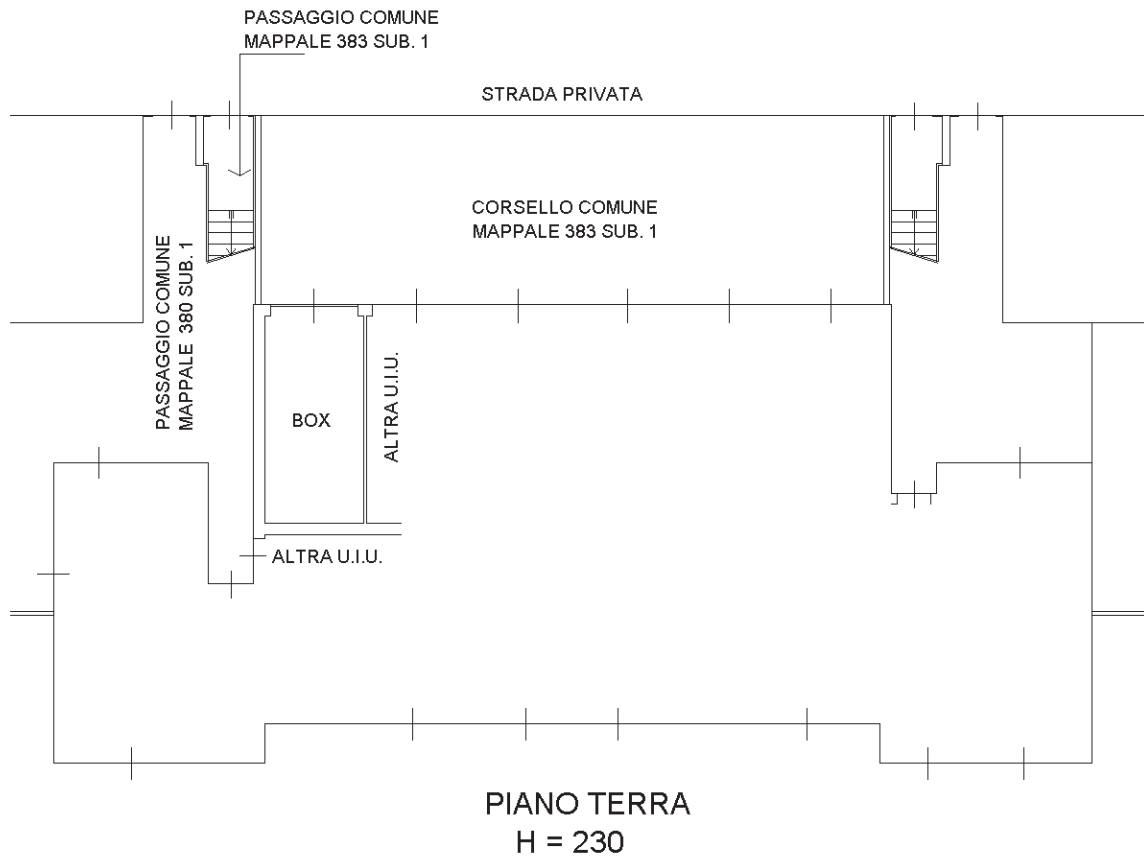 PASSAGGIO COMUNE
MAPPALE 383 SUB. 1
STRADA PRIVATA
CORSELLO COMUNE
MAPPALE 383 SUB. 1
PASSAGGIO COMUNE
MAPPALE 380 SUB. 1
BOX
ALTRA U.I.U.
ALTRA U.I.U.
PIANO TERRA
H = 230